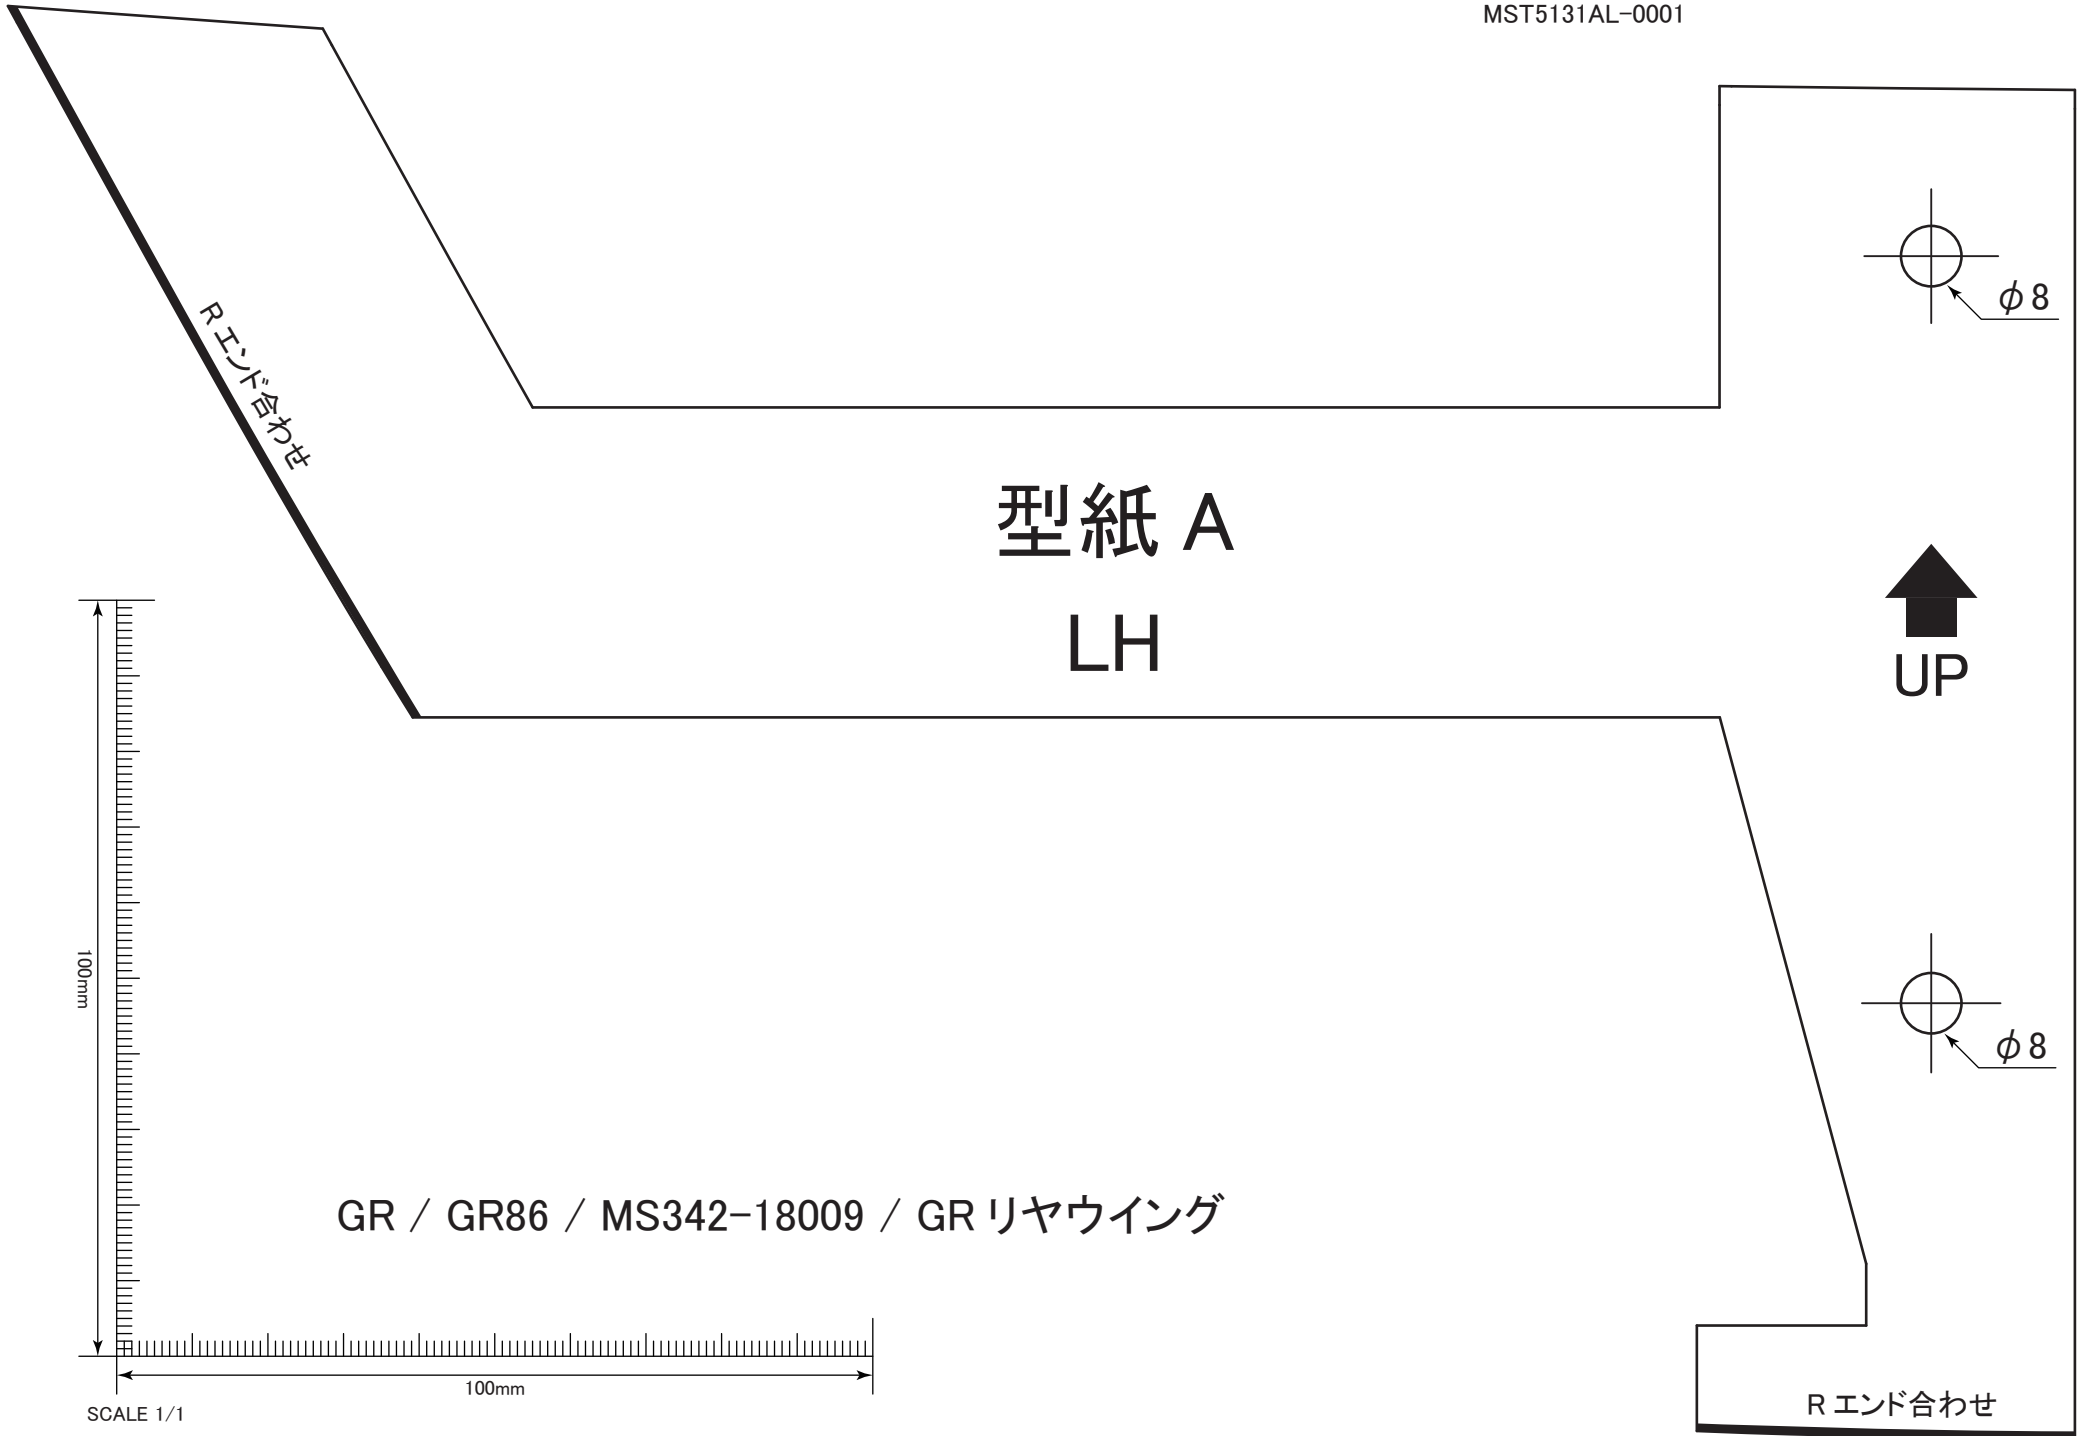 MST5131AL-0001
φ8
Rエンド合わせ
型紙 A
LH
UP
100mm
φ8
GR / GR86 / MS342-18009 / GR リヤウイング
100mm
Rエンド合わせ
SCALE 1/1